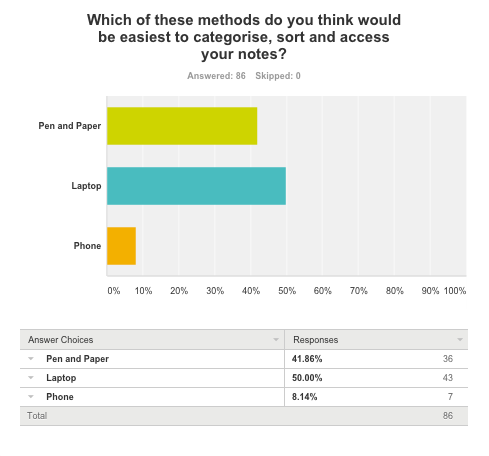 Which of these methods do you think would
be easiest to categorise, sort and access
your notes?
Answered: 86 Skipped: 0
Pen and Paper
Laptop
Phone
0% 10% 20% 30% 40% 50% 60% 70% 80% 90% 100%
Answer Choices Responses
Pen and Paper 41.86% 36
Laptop 50.00% 43
Phone 8.14% 7
Total 86